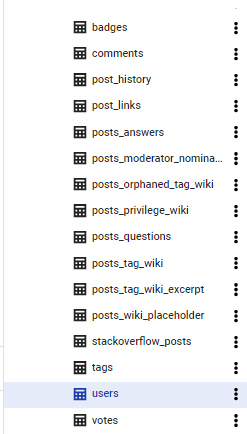 badges
comments
post_history
post_links
posts_answers
posts_moderator_nomina...
posts_orphaned_tag_wiki
posts_privilege_wiki
posts_questions
posts_tag_wiki
posts_tag_wiki_excerpt
posts_wiki_placeholder
stackoverflow_posts
tags
users
votes